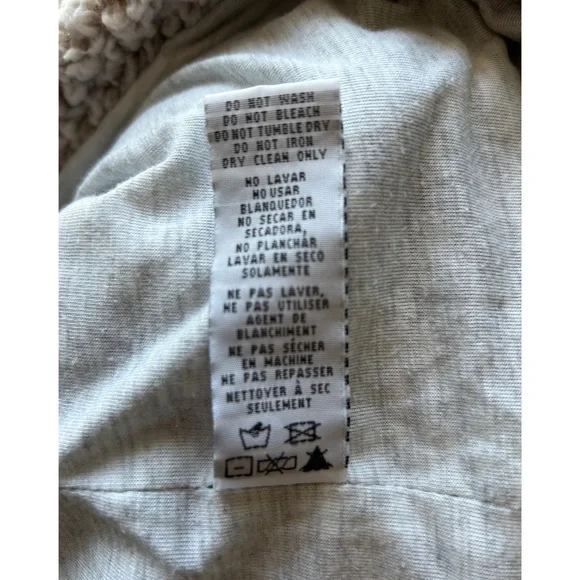 DO NOT WASH
DO NOT BLEACH
DO NOT TUMBLE DRY
DO NOT IRON
DRY CLEAN ONLY
NO LAVAR
NO USAR
BLANQUEDOR
NO SECAR EN
SECADORA,
NO PLANCHAR
LAVAR EN SECO
SOLAMENTE
NE PAS LAVER,
NE PAS UTILISER
AGENT DE
BLANCHIMENT
NE PAS SÉCHER
EN MACHINE
NE PAS REPASSER
NETTOYER À SEC
SEULEMENT